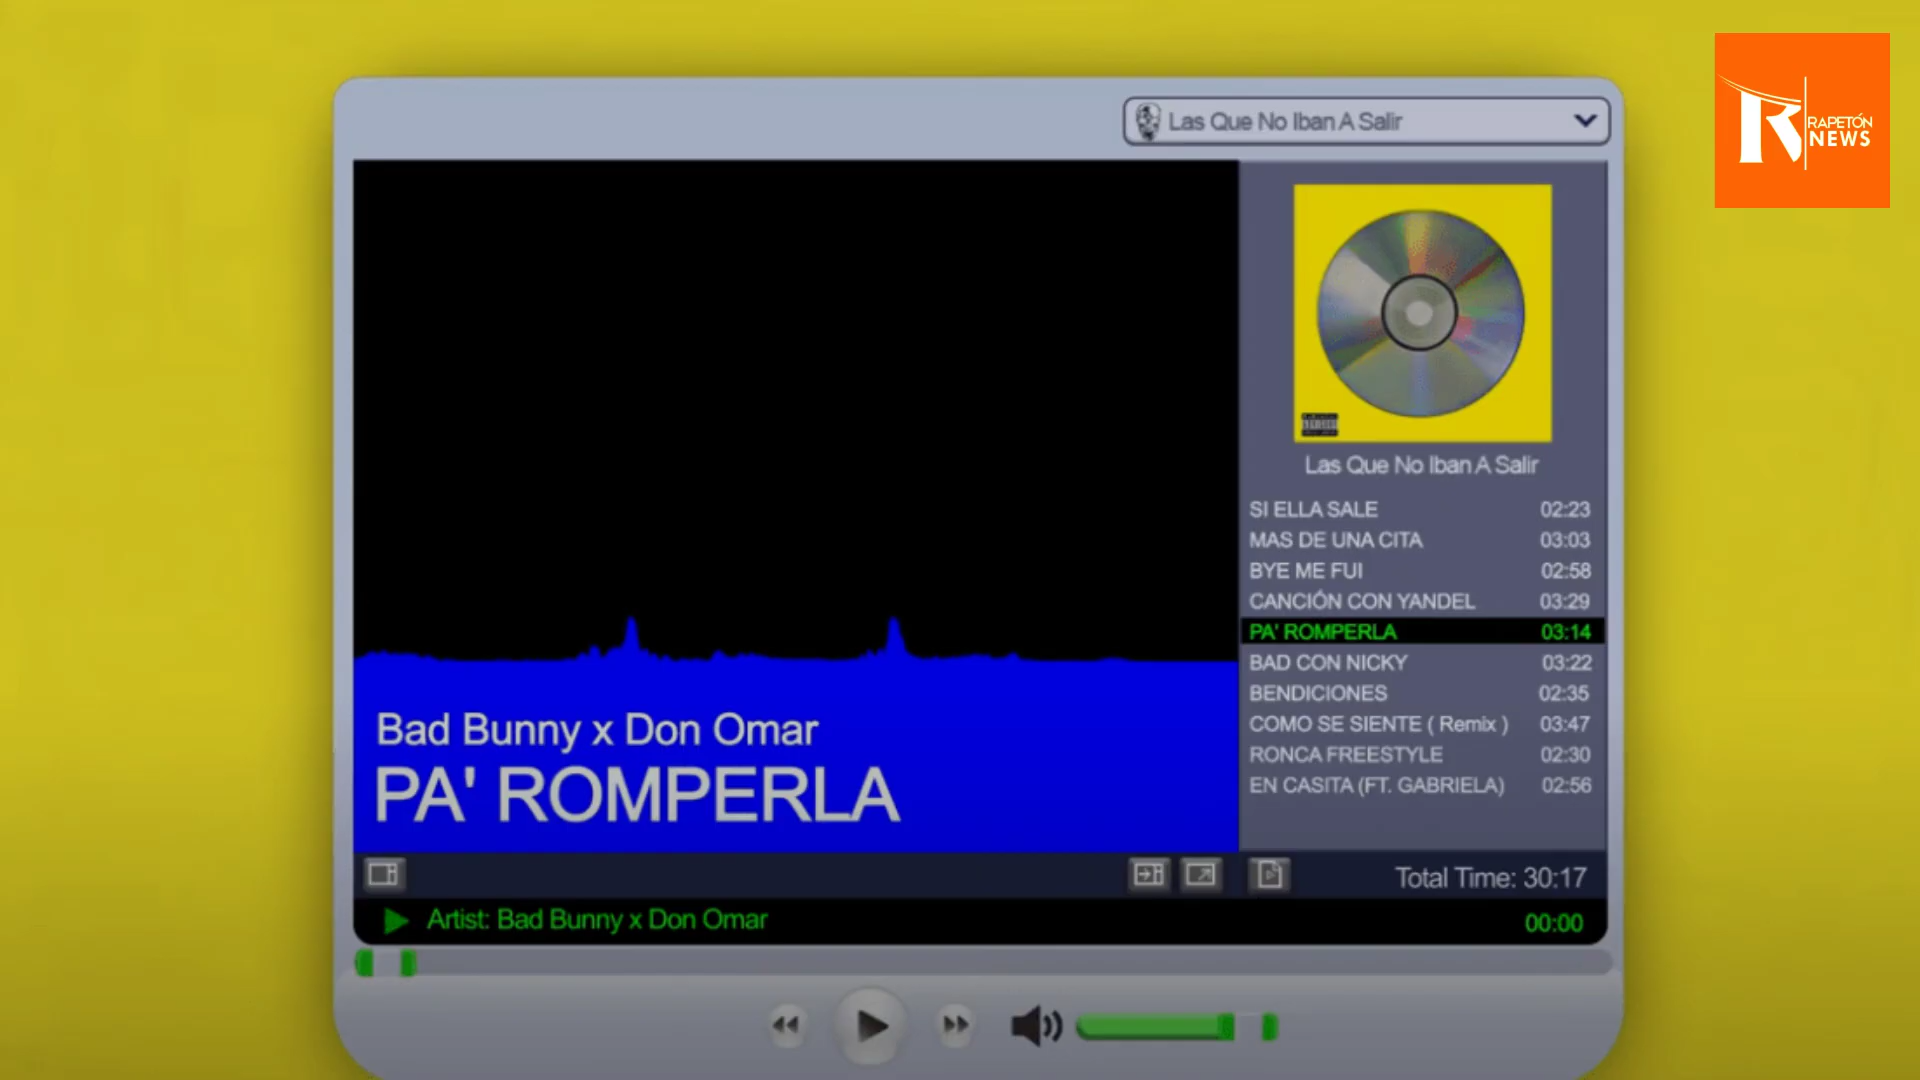 RAPETÓN
NEWS
Las Que No Iban A Salir
Las Que No Iban A Salir
SI ELLA SALE 02:23
MAS DE UNA CITA 03:03
BYE ME FUI 02:58
CANCIÓN CON YANDEL 03:29
PA' ROMPERLA 03:14
BAD CON NICKY 03:22
BENDICIONES 02:35
COMO SE SIENTE ( Remix ) 03:47
RONCA FREESTYLE 02:30
EN CASITA (FT. GABRIELA) 02:56
Bad Bunny x Don Omar
PA' ROMPERLA
Total Time: 30:17
Artist: Bad Bunny x Don Omar 00:00